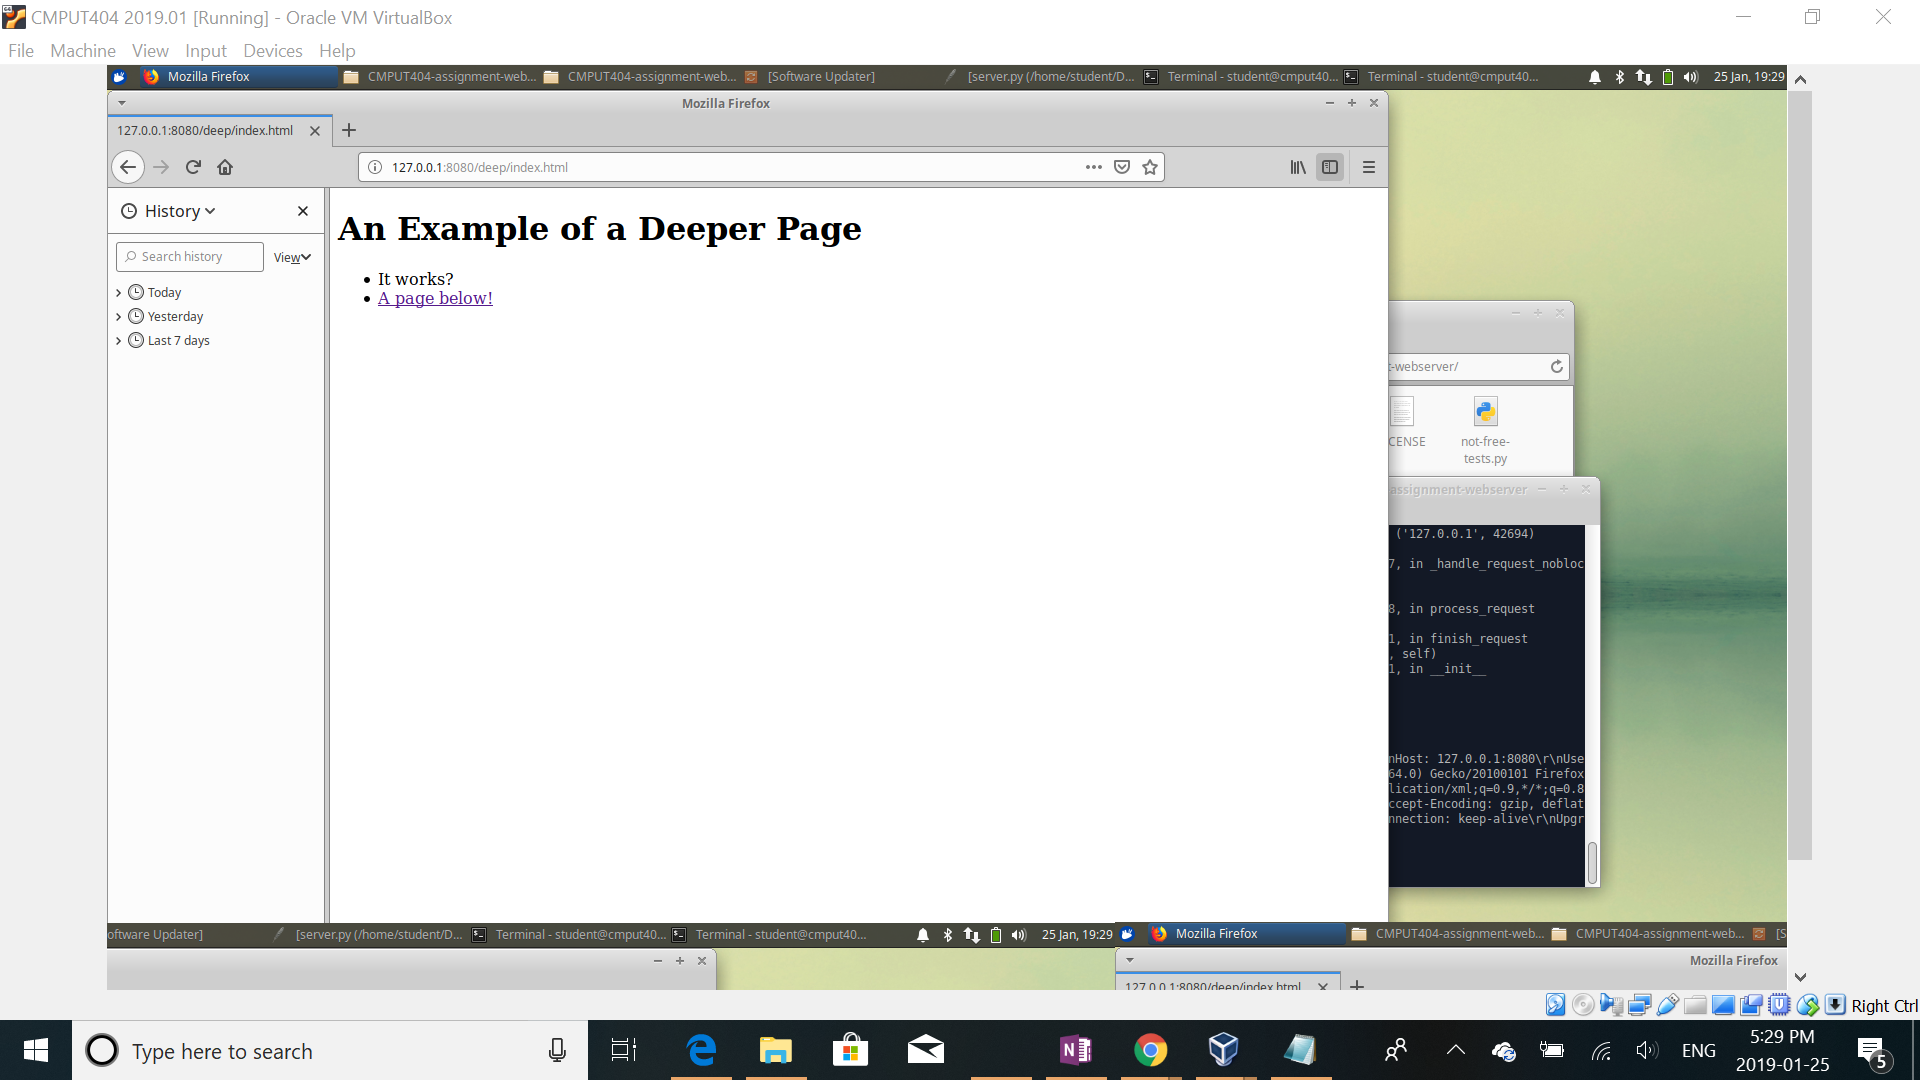 CMPUT404 2019.01 [Running] - Oracle VM VirtualBox
File Machine View Input Devices Help
Mozilla Firefox CMPUT404-assignment-web... CMPUT404-assignment-web... [Software Updater] [server.py (/home/student/D... Terminal - student@cmput40... Terminal - student@cmput40... 25 Jan, 19:29
Mozilla Firefox
127.0.0.1:8080/deep/index.html
127.0.0.1:8080/deep/index.html
History
Search history View
Today
Yesterday
Last 7 days
An Example of a Deeper Page
It works?
A page below!
t-webserver/
CENSE
not-free-
tests.py
assignment-webserver
('127.0.0.1', 42694)
7, in _handle_request_nobloc
8, in process_request
1, in finish_request
, self)
1, in __init__
nHost: 127.0.0.1:8080\r\nUse
64.0) Gecko/20100101 Firefox
lication/xml;q=0.9,*/*;q=0.8
ccept-Encoding: gzip, deflat
nnection: keep-alive\r\nUpgr
oftware Updater] [server.py (/home/student/D... Terminal - student@cmput40... Terminal - student@cmput40... 25 Jan, 19:29 Mozilla Firefox CMPUT404-assignment-web... CMPUT404-assignment-web... [S
Mozilla Firefox
127.0.0.1:8080/deep/index.html
Right Ctrl
Type here to search
ENG
5:29 PM
2019-01-25
5